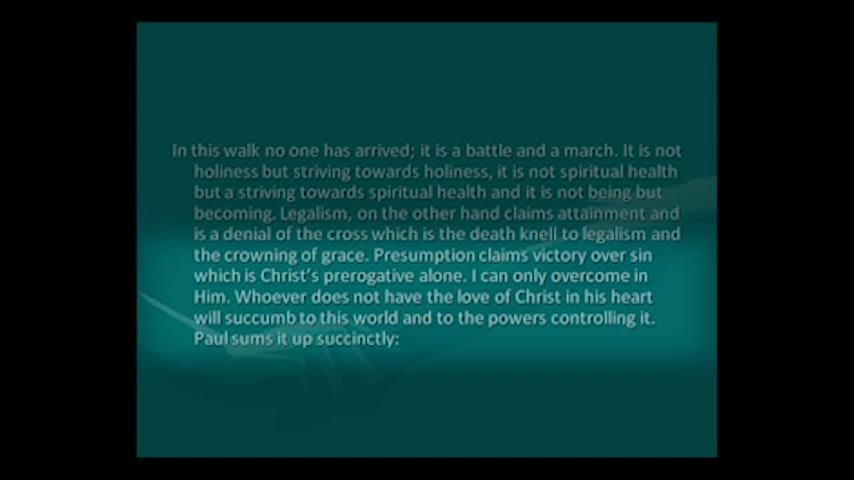 In this walk no one has arrived; it is a battle and a march. It is not
holiness but striving towards holiness, it is not spiritual health
but a striving towards spiritual health and it is not being but
becoming. Legalism, on the other hand claims attainment and
is a denial of the cross which is the death knell to legalism and
the crowning of grace. Presumption claims victory over sin
which is Christ's prerogative alone. I can only overcome in
Him. Whoever does not have the love of Christ in his heart
will succumb to this world and to the powers controlling it.
Paul sums it up succinctly: